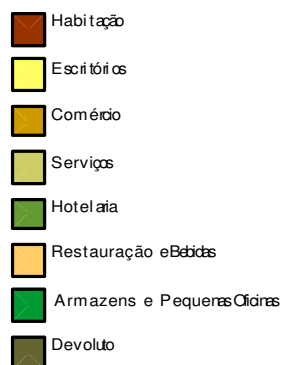 Habitação
Escritórios
Comércio
Serviços
Hotelaria
Restauração e Bebidas
Armazens e Pequenas Oficinas
Devoluto